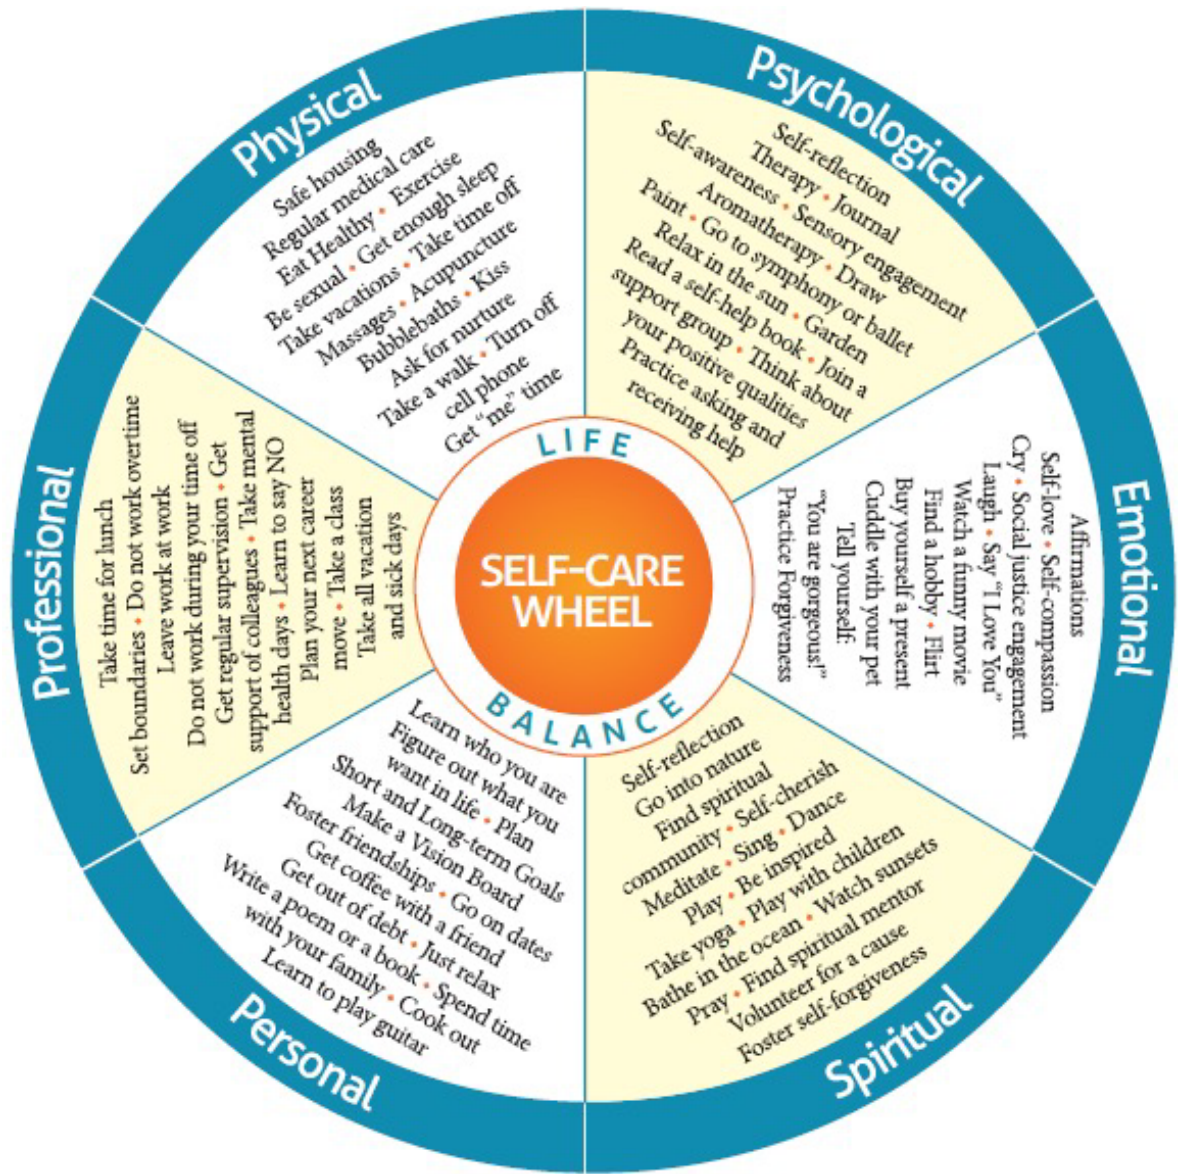 Physical
Safe housing
Regular medical care
Eat Healthy • Exercise
Be sexual • Get enough sleep
Take vacations • Take time off
Massages • Acupuncture
Bubblebaths • Kiss
Ask for nurture
Take a walk • Turn off
cell phone
Get “me” time
Psychological
Self-reflection
Therapy • Journal
Self-awareness • Sensory engagement
Aromatherapy • Draw
Paint • Go to symphony or ballet
Relax in the sun • Garden
Read a self-help book • Join a
support group • Think about
your positive qualities
Practice asking and
receiving help
Emotional
Affirmations
Self-love • Self-compassion
Cry • Social justice engagement
Laugh • Say “I Love You”
Watch a funny movie
Find a hobby • Flirt
Buy yourself a present
Cuddle with your pet
Tell yourself:
“You are gorgeous!”
Practice Forgiveness
Spiritual
Self-reflection
Go into nature
Find spiritual
community • Self-cherish
Meditate • Sing • Dance
Play • Be inspired
Take yoga • Play with children
Bathe in the ocean • Watch sunsets
Pray • Find spiritual mentor
Volunteer for a cause
Foster self-forgiveness
Personal
Learn who you are
Figure out what you
want in life • Plan
Short and Long-term Goals
Make a Vision Board
Foster friendships • Go on dates
Get coffee with a friend
Get out of debt • Just relax
Write a poem or a book • Spend time
with your family • Cook out
Learn to play guitar
Professional
Take time for lunch
Set boundaries • Do not work overtime
Leave work at work
Do not work during your time off
Get regular supervision • Get
support of colleagues • Take mental
health days • Learn to say NO
Plan your next career
move • Take a class
Take all vacation
and sick days
LIFE
SELF-CARE
WHEEL
BALANCE